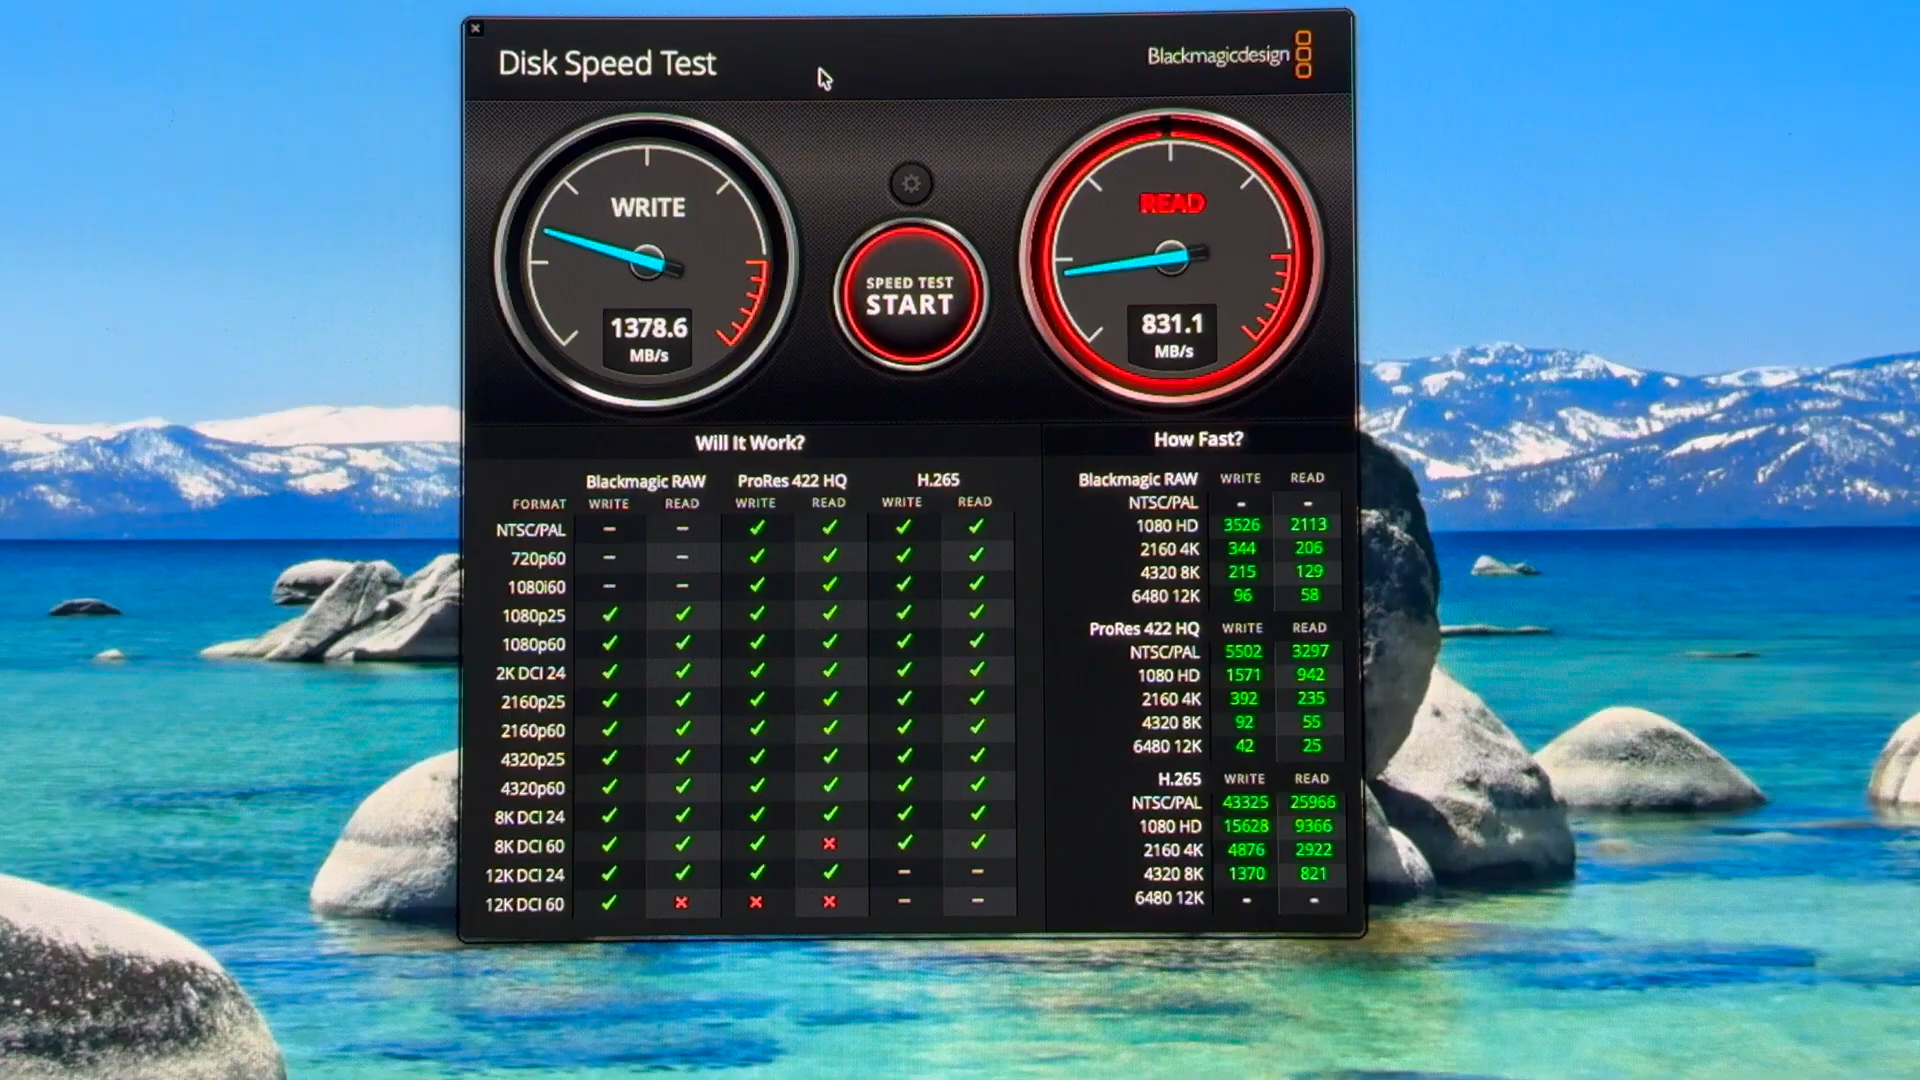 Disk Speed Test
Blackmagicdesign
WRITE
1378.6
MB/s
SPEED TEST
START
READ
831.1
MB/s
Will It Work?
Blackmagic RAW ProRes 422 HQ H.265
FORMAT WRITE READ WRITE READ WRITE READ
NTSC/PAL - - ✓ ✓ ✓ ✓
720p60 - - ✓ ✓ ✓ ✓
1080i60 - - ✓ ✓ ✓ ✓
1080p25 ✓ ✓ ✓ ✓ ✓ ✓
1080p60 ✓ ✓ ✓ ✓ ✓ ✓
2K DCI 24 ✓ ✓ ✓ ✓ ✓ ✓
2160p25 ✓ ✓ ✓ ✓ ✓ ✓
2160p60 ✓ ✓ ✓ ✓ ✓ ✓
4320p25 ✓ ✓ ✓ ✓ ✓ ✓
4320p60 ✓ ✓ ✓ ✓ ✓ ✓
8K DCI 24 ✓ ✓ ✓ ✓ ✓ ✓
8K DCI 60 ✓ ✓ ✓ ✗ ✓ ✓
12K DCI 24 ✓ ✓ ✓ ✓ - -
12K DCI 60 ✓ ✗ ✗ ✗ - -
How Fast?
Blackmagic RAW WRITE READ
NTSC/PAL - -
1080 HD 3526 2113
2160 4K 344 206
4320 8K 215 129
6480 12K 96 58
ProRes 422 HQ WRITE READ
NTSC/PAL 5502 3297
1080 HD 1571 942
2160 4K 392 235
4320 8K 92 55
6480 12K 42 25
H.265 WRITE READ
NTSC/PAL 43325 25966
1080 HD 15628 9366
2160 4K 4876 2922
4320 8K 1370 821
6480 12K - -